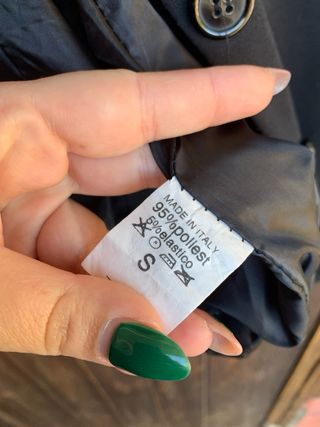 MADE IN ITALY
95%poliest
5%elastico
S